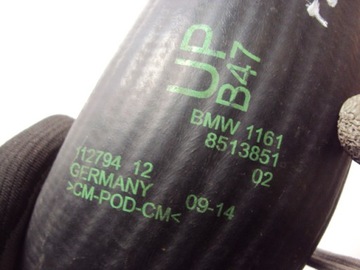 UP
B47
BMW 1161
8513851
02
112794 12
GERMANY
>CM-POD-CM< 09-14